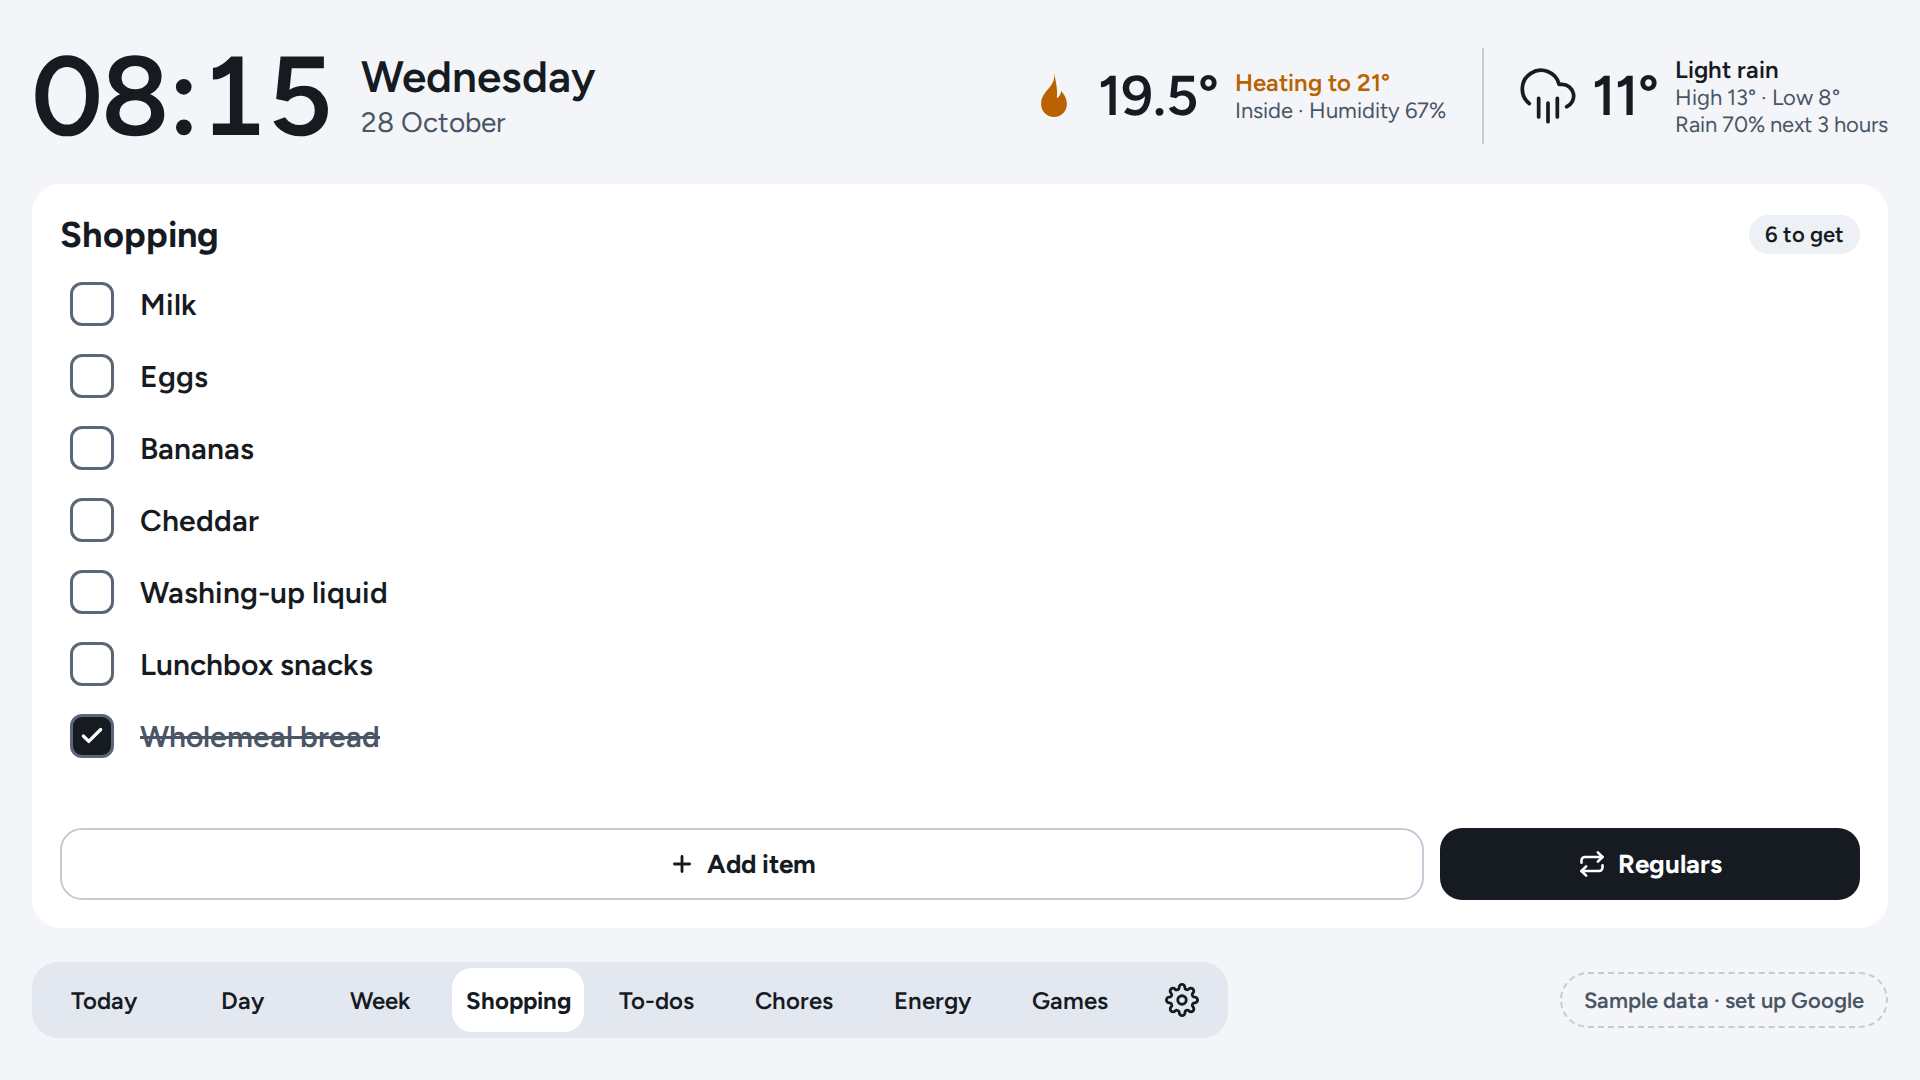 08:15
Wednesday
28 October
19.5°
Heating to 21°
Inside · Humidity 67%
11°
Light rain
High 13° · Low 8°
Rain 70% next 3 hours
Shopping
6 to get
Milk
Eggs
Bananas
Cheddar
Washing-up liquid
Lunchbox snacks
Wholemeal bread
Add item
Regulars
Today
Day
Week
Shopping
To-dos
Chores
Energy
Games
Sample data · set up Google